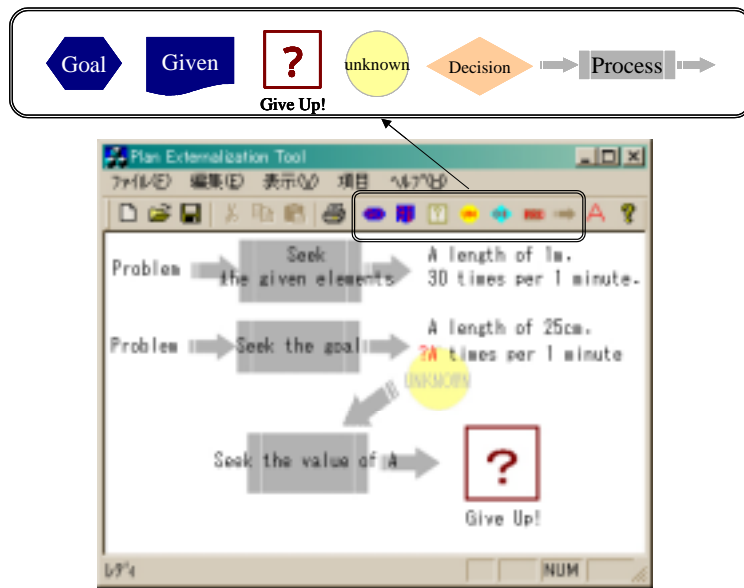 Goal
Given
?
Give Up!
unknown
Decision
Process
Plan Externalization Tool
ファイル(F) 編集(E) 表示(V) 項目 ヘルプ(H)
A ?
Problem
Seek
the given elements
A length of 1m.
30 times per 1 minute.
Problem
Seek the goal
A length of 25cm.
?A times per 1 minute
UNKNOWN
Seek the value of A
?
Give Up!
ﾚﾃﾞｨ
NUM